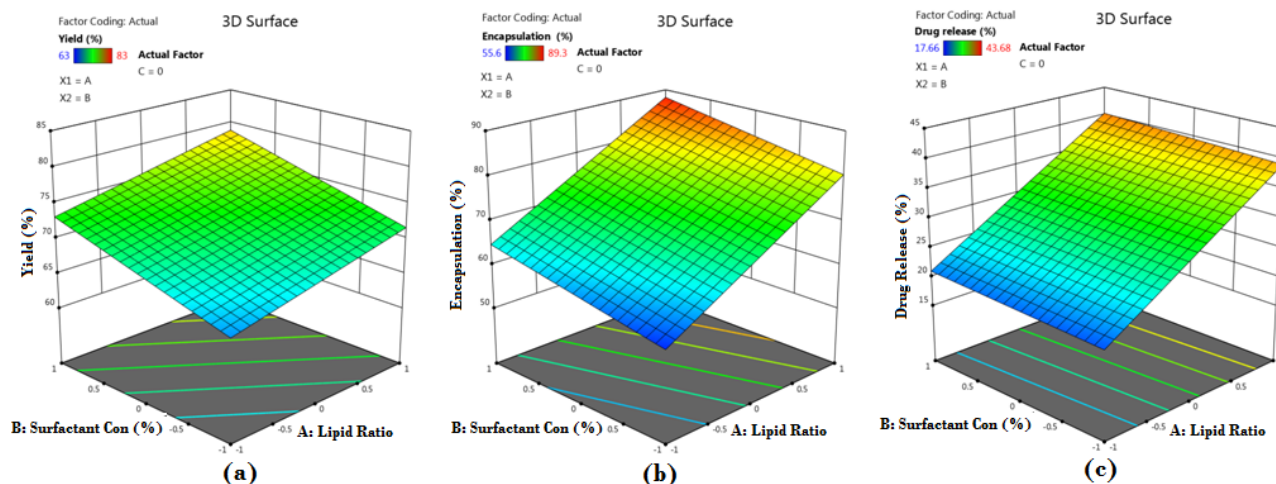 Factor Coding: Actual
3D Surface
Yield (%)
63 83
Actual Factor
C = 0
X1 = A
X2 = B
85
80
75
70
65
60
Yield (%)
1
0.5
0
-0.5
-1
-1
-0.5
0
0.5
1
B: Surfactant Con (%)
A: Lipid Ratio
(a)
Factor Coding: Actual
3D Surface
Encapsulation (%)
55.6 89.3
Actual Factor
C = 0
X1 = A
X2 = B
90
80
70
60
50
Encapsulation (%)
1
0.5
0
-0.5
-1
-1
-0.5
0
0.5
1
B: Surfactant Con (%)
A: Lipid Ratio
(b)
Factor Coding: Actual
3D Surface
Drug release (%)
17.66 43.68
Actual Factor
C = 0
X1 = A
X2 = B
45
40
35
30
25
20
15
Drug Release (%)
1
0.5
0
-0.5
-1
-1
-0.5
0
0.5
1
B: Surfactant Con (%)
A: Lipid Ratio
(c)